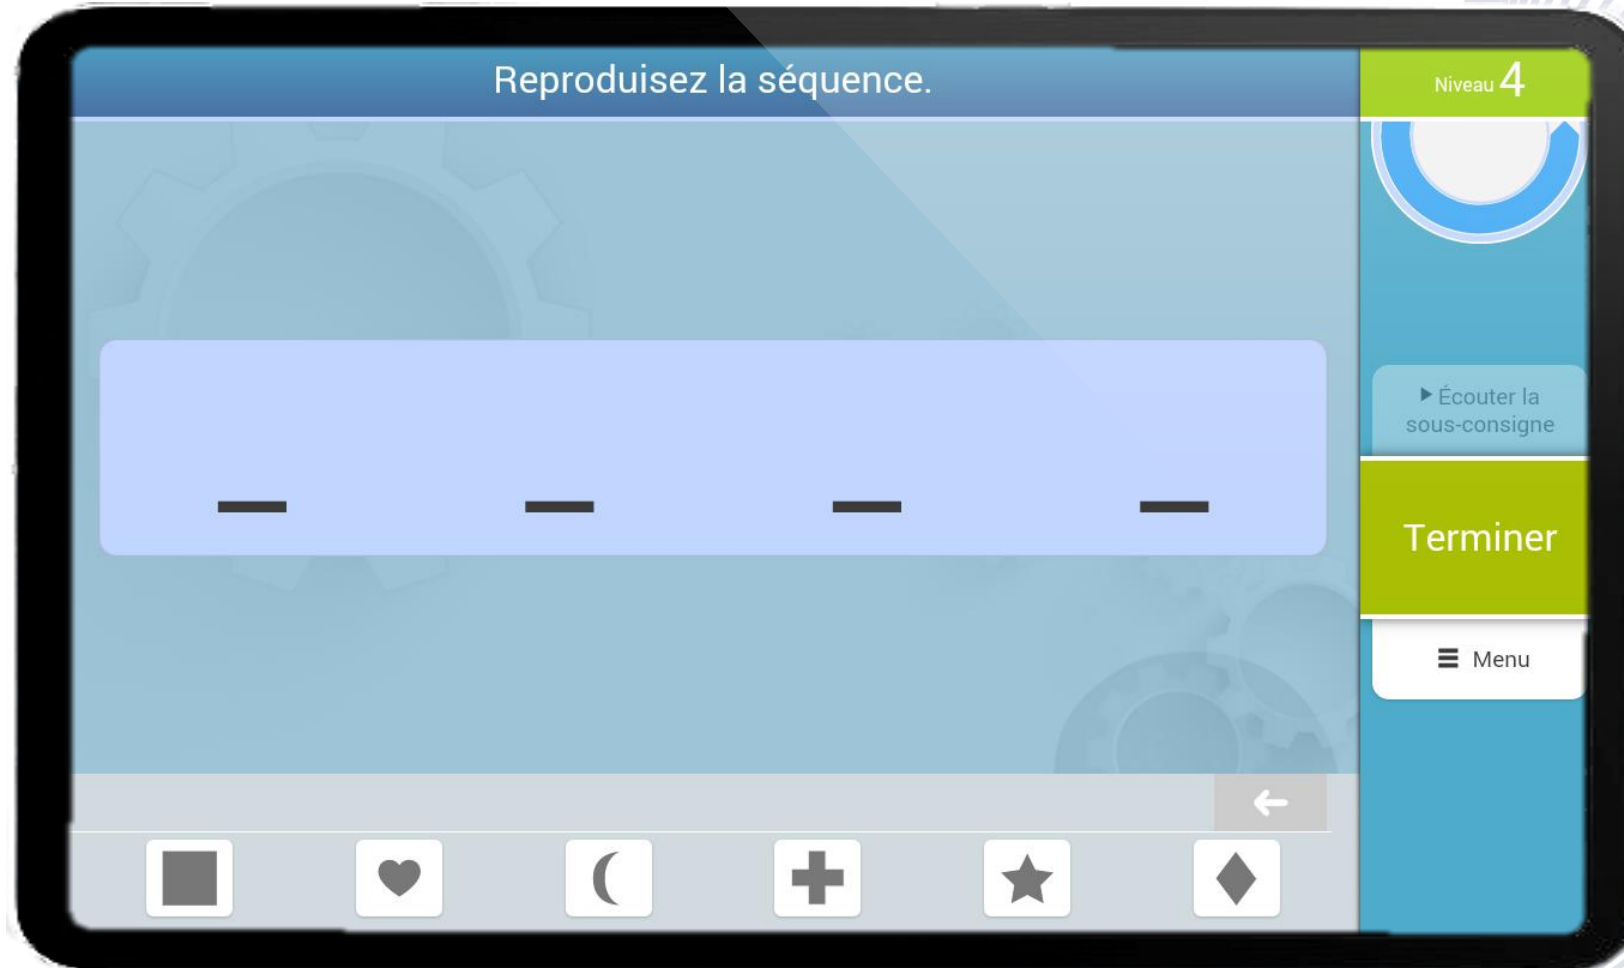 Reproduisez la séquence.
Niveau 4
Écouter la
sous-consigne
Terminer
Menu